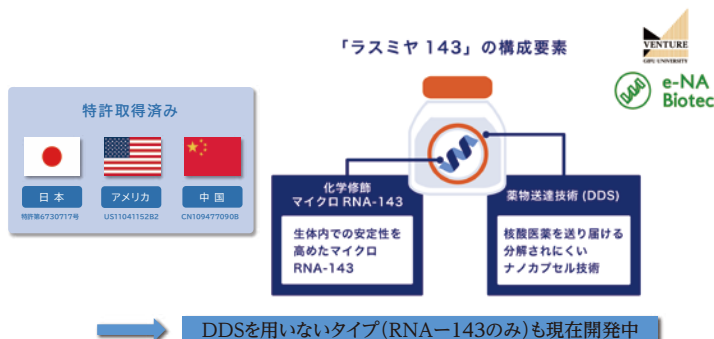 「ラスミヤ 143」の構成要素
VENTURE
GIFU UNIVERSITY
e-NA
Biotec
特許取得済み
日本
アメリカ
中国
特許第6730717号
US11041152B2
CN109477090B
化学修飾
マイクロ RNA-143
生体内での安定性を
高めたマイクロ
RNA-143
薬物送達技術 (DDS)
核酸医薬を送り届ける
分解されにくい
ナノカプセル技術
DDSを用いないタイプ(RNAー143のみ)も現在開発中